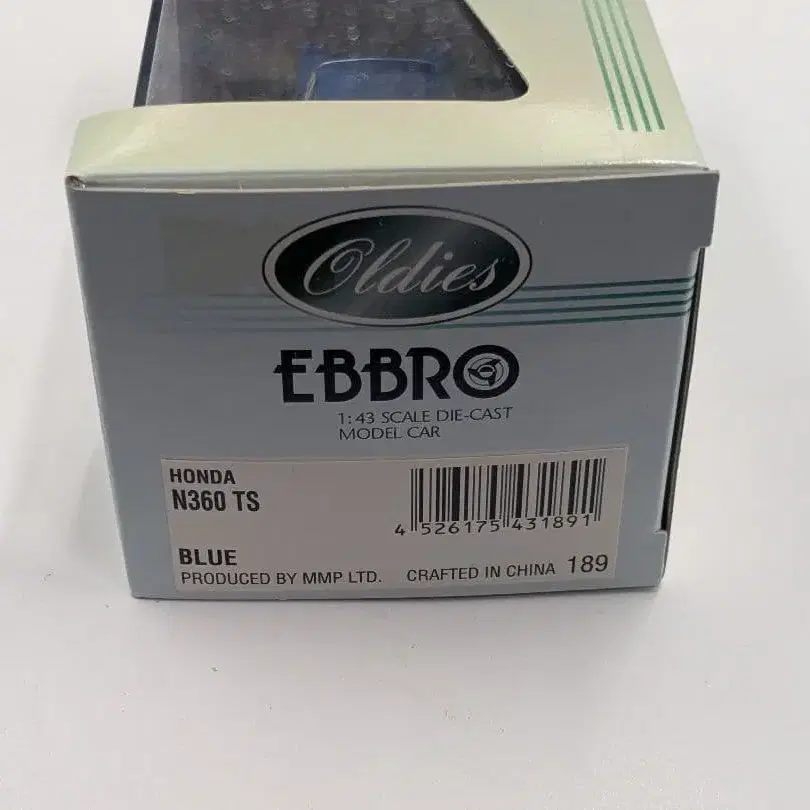 Oldies
EBBRO
1:43 SCALE DIE-CAST
MODEL CAR
HONDA
N360 TS
4 526175 431891
BLUE
PRODUCED BY MMP LTD. CRAFTED IN CHINA 189